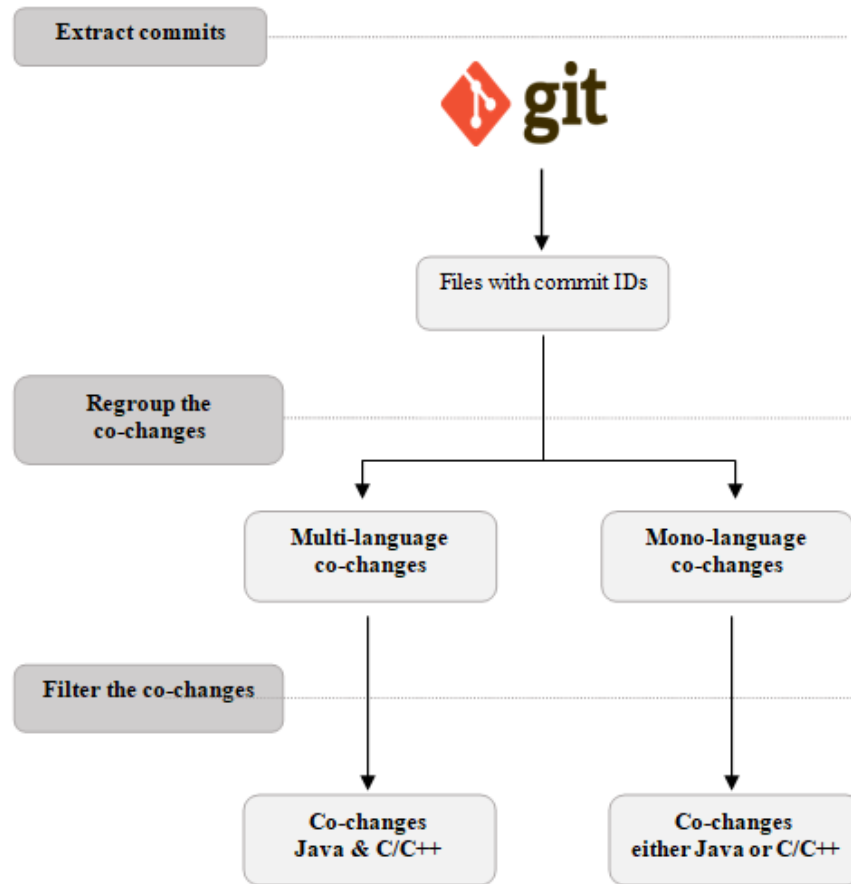 Extract commits
git
Files with commit IDs
Regroup the
co-changes
Multi-language
co-changes
Mono-language
co-changes
Filter the co-changes
Co-changes
Java & C/C++
Co-changes
either Java or C/C++